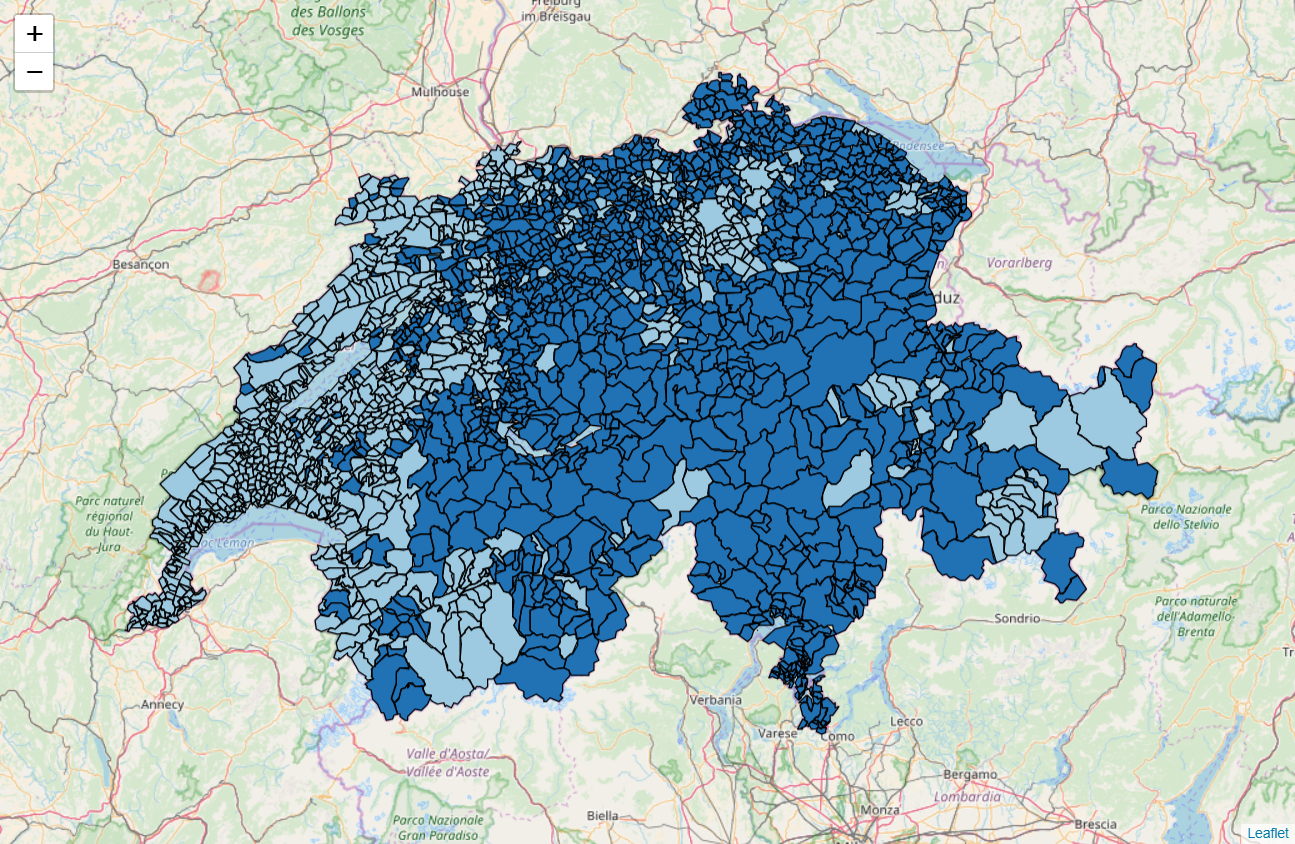 +
−
des Ballons
des Vosges
Freiburg
im Breisgau
Mulhouse
Bodensee
Besançon
Vorarlberg
duz
Parc naturel
régional
du Haut-
Jura
Lac Léman
Parco Nazionale
dello Stelvio
Sondrio
Parco naturale
dell'Adamello-
Brenta
Tr
Annecy
Verbania
Varese
Como
Lecco
Valle d'Aosta/
Vallée d'Aoste
Bergamo
Lombardia
Biella
Monza
Brescia
Parco Nazionale
Gran Paradiso
Leaflet